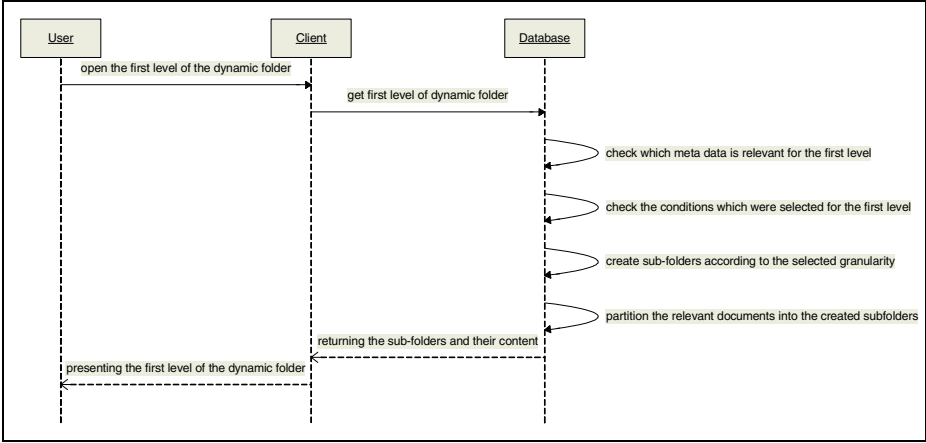 User
Client
Database
open the first level of the dynamic folder
get first level of dynamic folder
check which meta data is relevant for the first level
check the conditions which were selected for the first level
create sub-folders according to the selected granularity
partition the relevant documents into the created subfolders
returning the sub-folders and their content
presenting the first level of the dynamic folder